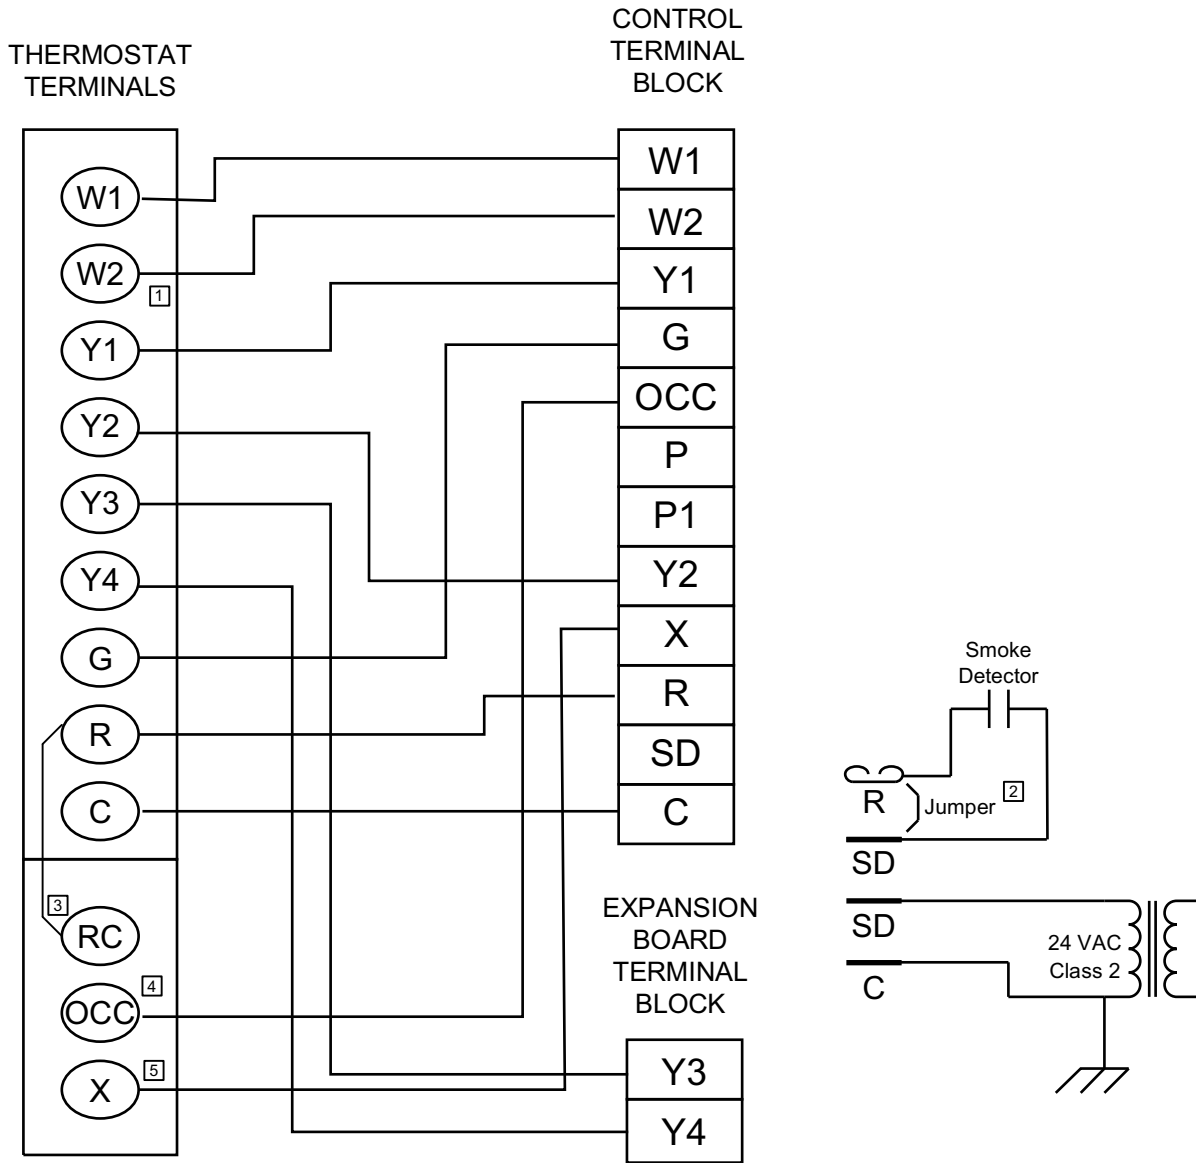 THERMOSTAT
TERMINALS
W1
W2
1
Y1
Y2
Y3
Y4
G
R
C
3
RC
4
OCC
5
X
CONTROL
TERMINAL
BLOCK
W1
W2
Y1
G
OCC
P
P1
Y2
X
R
SD
C
EXPANSION
BOARD
TERMINAL
BLOCK
Y3
Y4
Smoke
Detector
R
Jumper
2
SD
SD
24 VAC
Class 2
C